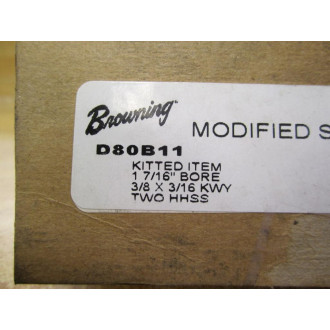 Browning
MODIFIED S
D80B11
KITTED ITEM
1 7/16" BORE
3/8 X 3/16 KWY
TWO HHSS